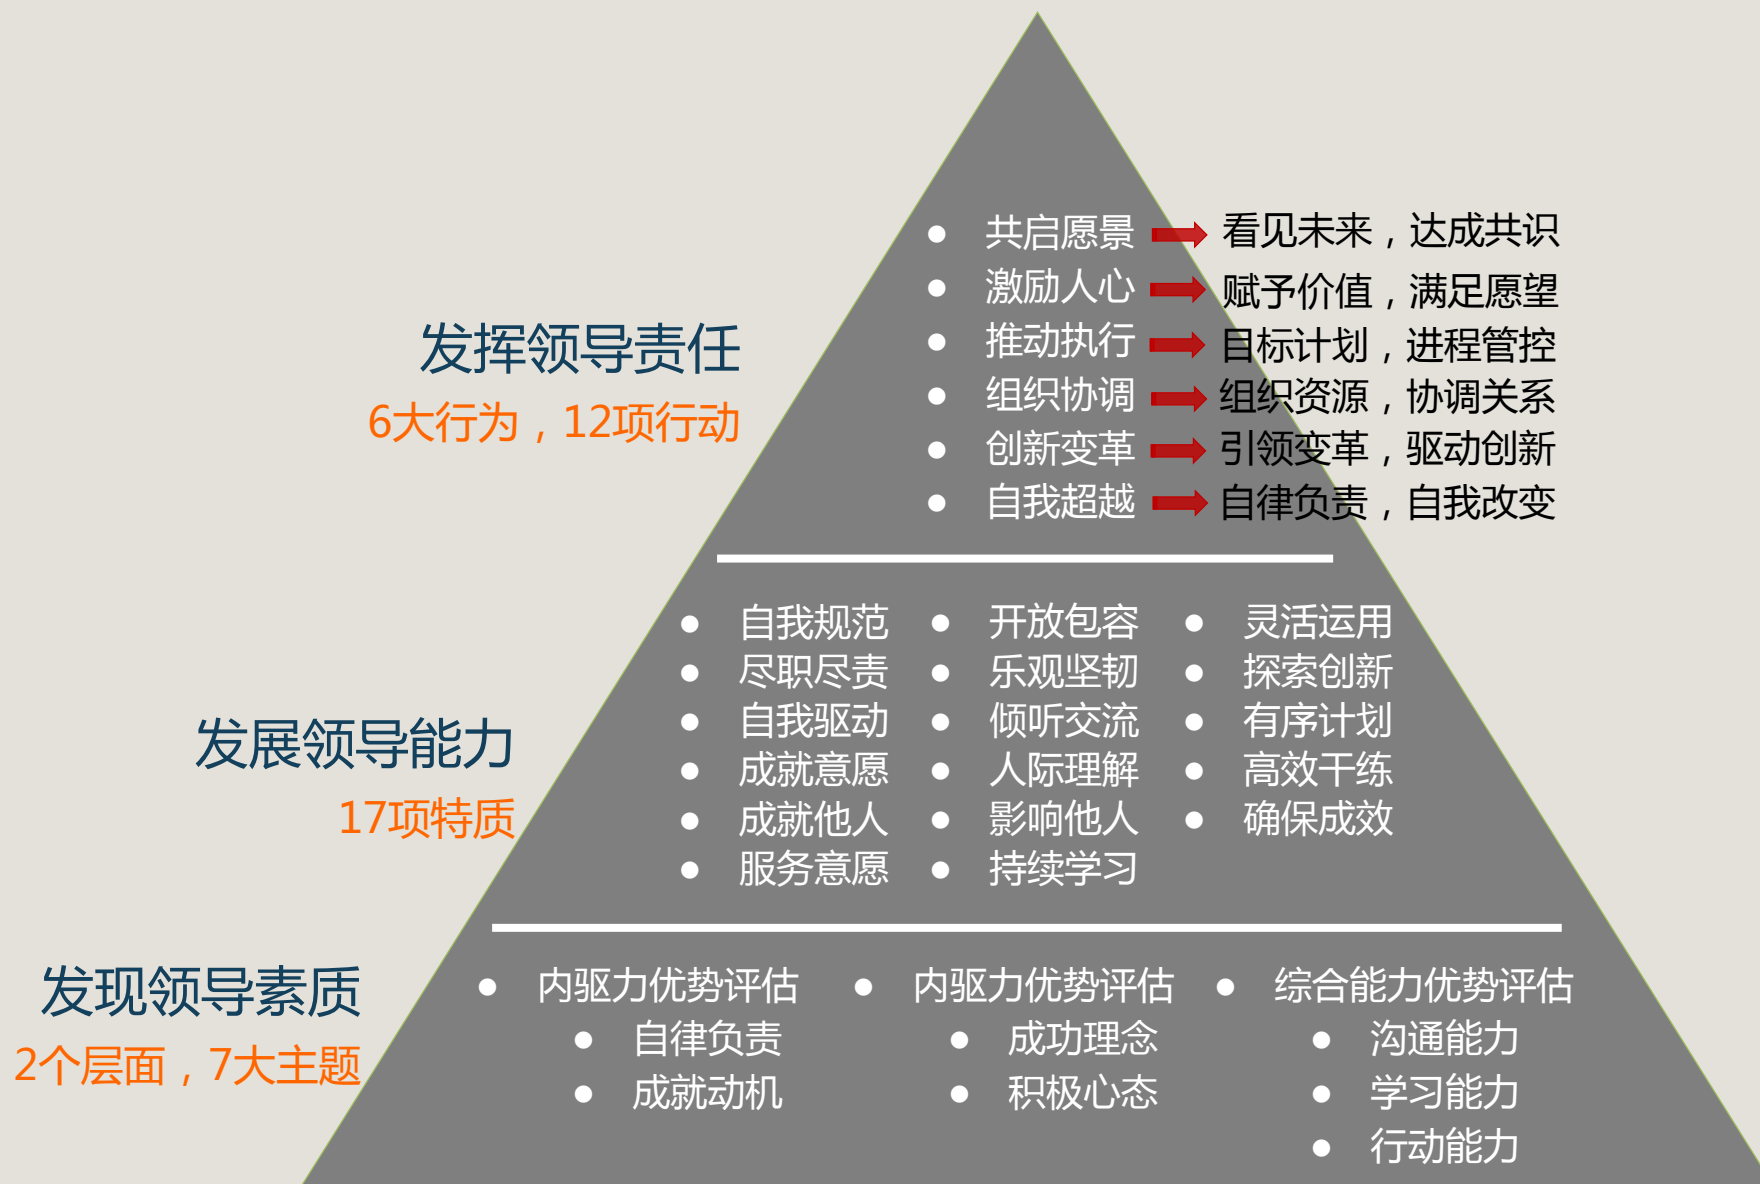 共启愿景 看见未来，达成共识
激励人心 赋予价值，满足愿望
推动执行 目标计划，进程管控
组织协调 组织资源，协调关系
创新变革 引领变革，驱动创新
自我超越 自律负责，自我改变
发挥领导责任
6大行为，12项行动
自我规范 开放包容 灵活运用
尽职尽责 乐观坚韧 探索创新
自我驱动 倾听交流 有序计划
成就意愿 人际理解 高效干练
成就他人 影响他人 确保成效
服务意愿 持续学习
发展领导能力
17项特质
发现领导素质
2个层面，7大主题
内驱力优势评估 内驱力优势评估 综合能力优势评估
自律负责 成功理念 沟通能力
成就动机 积极心态 学习能力
行动能力